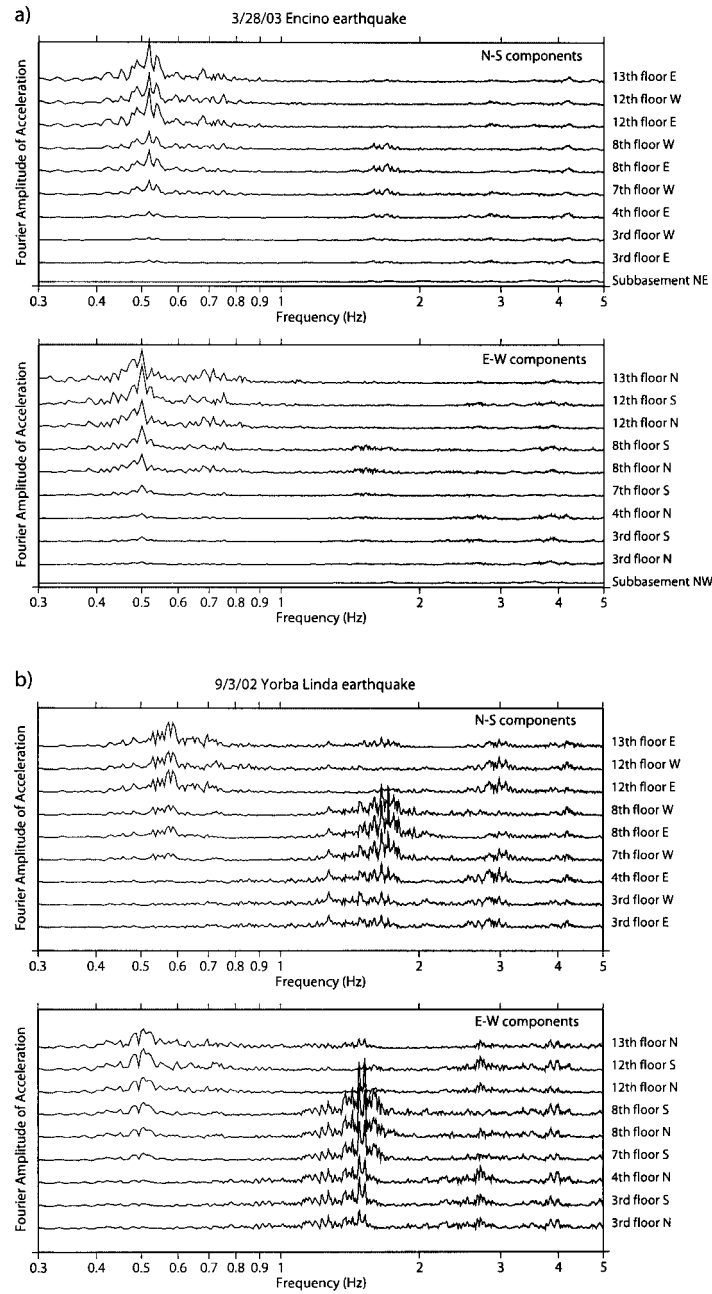 a)
3/28/03 Encino earthquake
Fourier Amplitude of Acceleration
N-S components
13th floor E
12th floor W
12th floor E
8th floor W
8th floor E
7th floor W
4th floor E
3rd floor W
3rd floor E
Subbasement NE
0.3 0.4 0.5 0.6 0.7 0.8 0.9 1 2 3 4 5
Frequency (Hz)
Fourier Amplitude of Acceleration
E-W components
13th floor N
12th floor S
12th floor N
8th floor S
8th floor N
7th floor S
4th floor N
3rd floor S
3rd floor N
Subbasement NW
0.3 0.4 0.5 0.6 0.7 0.8 0.9 1 2 3 4 5
Frequency (Hz)
b)
9/3/02 Yorba Linda earthquake
Fourier Amplitude of Acceleration
N-S components
13th floor E
12th floor W
12th floor E
8th floor W
8th floor E
7th floor W
4th floor E
3rd floor W
3rd floor E
0.3 0.4 0.5 0.6 0.7 0.8 0.9 1 2 3 4 5
Frequency (Hz)
Fourier Amplitude of Acceleration
E-W components
13th floor N
12th floor S
12th floor N
8th floor S
8th floor N
7th floor S
4th floor N
3rd floor S
3rd floor N
0.3 0.4 0.5 0.6 0.7 0.8 0.9 1 2 3 4 5
Frequency (Hz)